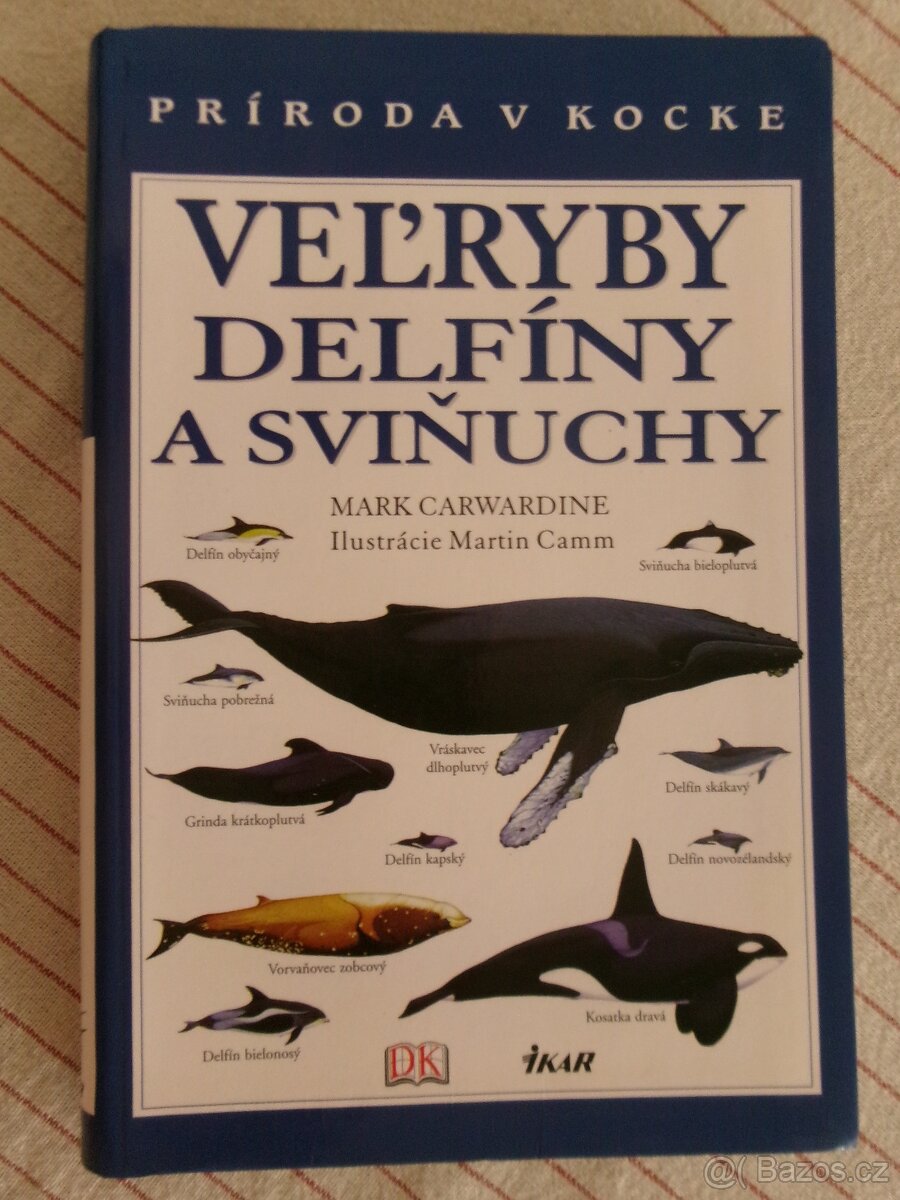 PRÍRODA V KOCKE
VEĽRYBY
DELFÍNY
A SVIŇUCHY
MARK CARWARDINE
Ilustrácie Martin Camm
Delfín obyčajný
Sviňucha bieloplutvá
Sviňucha pobrežná
Vráskavec
dlhoplutvý
Delfín skákavý
Grinda krátkoplutvá
Delfín kapský
Delfín novozélandský
Vorvaňovec zobcový
Kosatka dravá
Delfín bielonosý
DK
IKAR
@( Bazos.cz